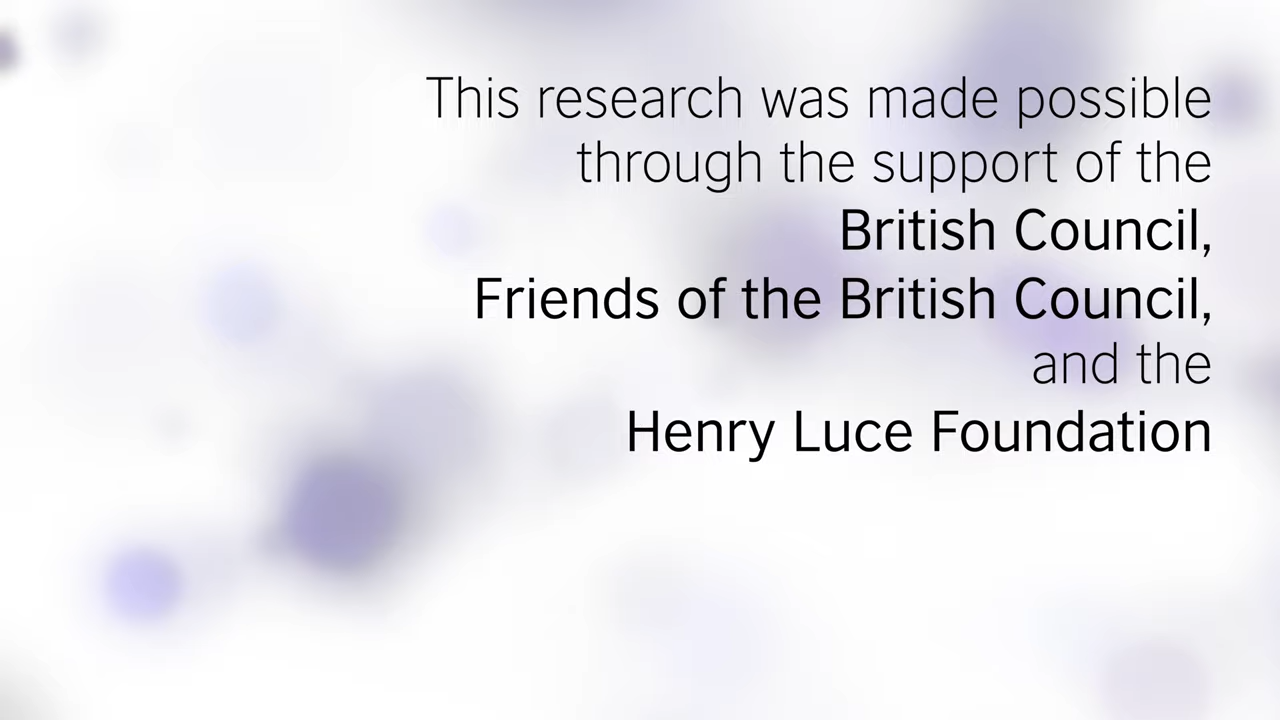 This research was made possible
through the support of the
British Council,
Friends of the British Council,
and the
Henry Luce Foundation